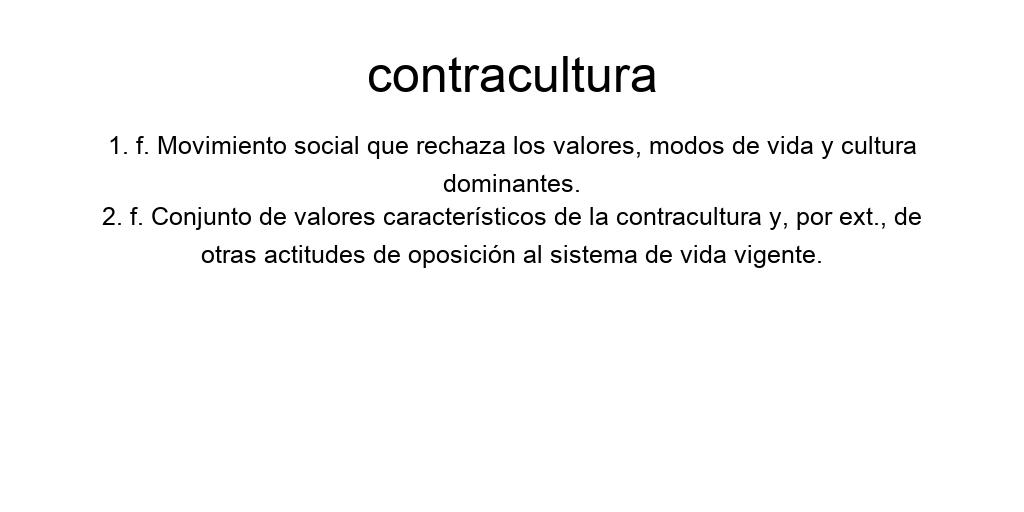 contracultura
1. f. Movimiento social que rechaza los valores, modos de vida y cultura
dominantes.
2. f. Conjunto de valores característicos de la contracultura y, por ext., de
otras actitudes de oposición al sistema de vida vigente.